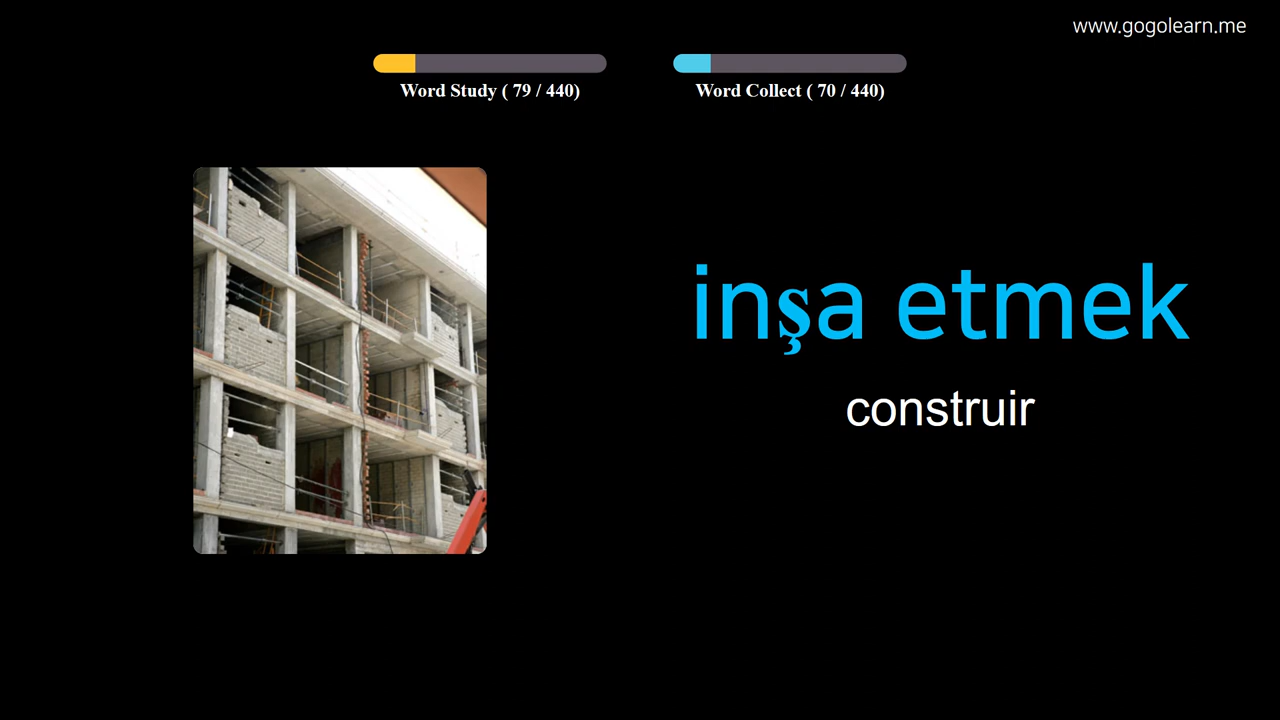 www.gogolearn.me
Word Study ( 79 / 440)
Word Collect ( 70 / 440)
inşa etmek
construir